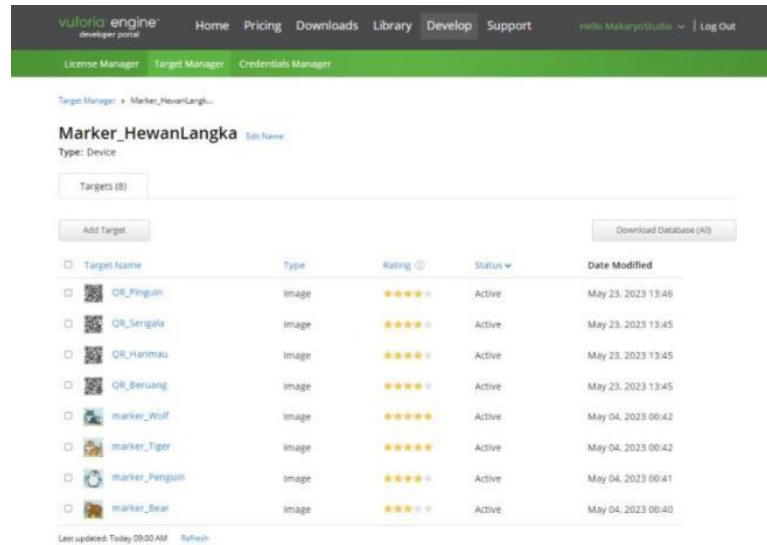 vuforia engine Home Pricing Downloads Library Develop Support Hello MakaryoStudio Log Out
developer portal
License Manager Target Manager Credentials Manager
Target Manager > Marker_HewanLangk...
Marker_HewanLangka Edit Name
Type: Device
Targets (8)
Add Target Download Database (All)
Target Name Type Rating Status Date Modified
QR_Pinguin Image Active May 23, 2023 13:46
QR_Serigala Image Active May 23, 2023 13:45
QR_Harimau Image Active May 23, 2023 13:45
QR_Beruang Image Active May 23, 2023 13:45
marker_Wolf Image Active May 04, 2023 00:42
marker_Tiger Image Active May 04, 2023 00:42
marker_Penguin Image Active May 04, 2023 00:41
marker_Bear Image Active May 04, 2023 00:40
Last updated: Today 09:00 AM Refresh